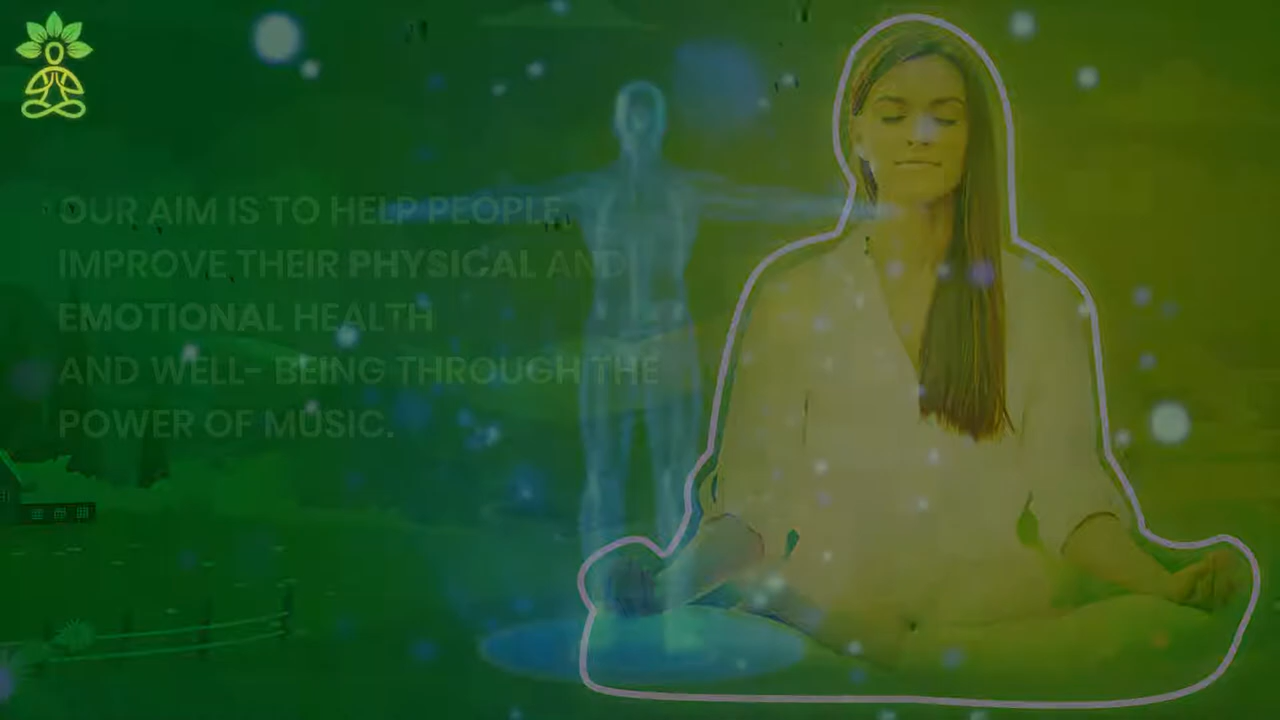 OUR AIM IS TO HELP PEOPLE
IMPROVE THEIR PHYSICAL AND
EMOTIONAL HEALTH
AND WELL- BEING THROUGH THE
POWER OF MUSIC.